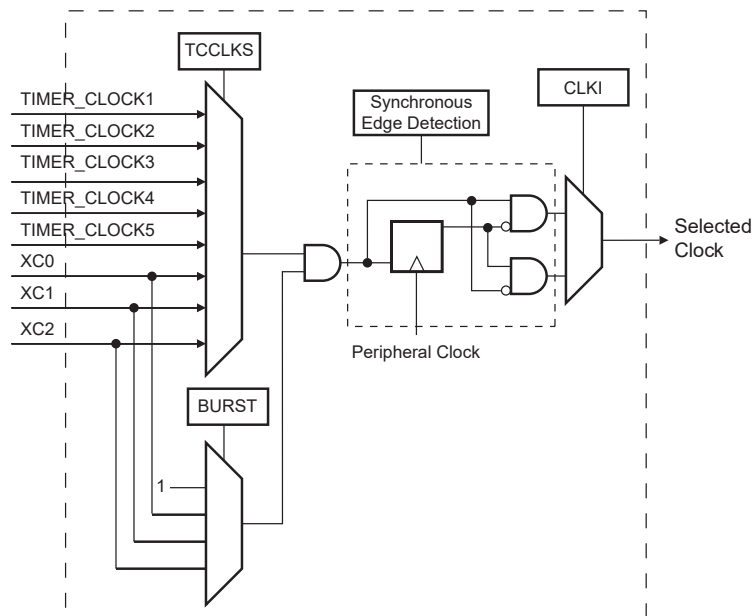 TCCLKS
TIMER_CLOCK1
TIMER_CLOCK2
TIMER_CLOCK3
TIMER_CLOCK4
TIMER_CLOCK5
XC0
XC1
XC2
Synchronous
Edge Detection
CLKI
Selected
Clock
Peripheral Clock
BURST
1